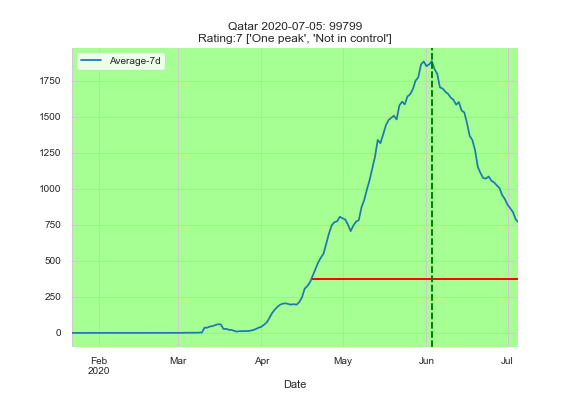 Qatar 2020-07-05: 99799
Rating:7 ['One peak', 'Not in control']
Average-7d
1750
1500
1250
1000
750
500
250
0
Feb
2020
Mar
Apr
May
Jun
Jul
Date